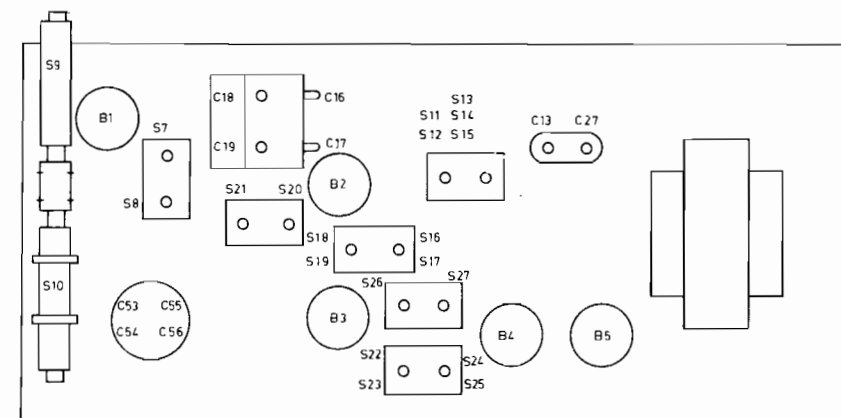 S9
B1
S7
S8
C18
C16
C19
C17
S13
S11 S14
S12 S15
C13 C27
B2
S21 S20
S18 S16
S19 S17
S10
S26 S27
C53 C55
C54 C56
B3
B4
B5
S22 S24
S23 S25